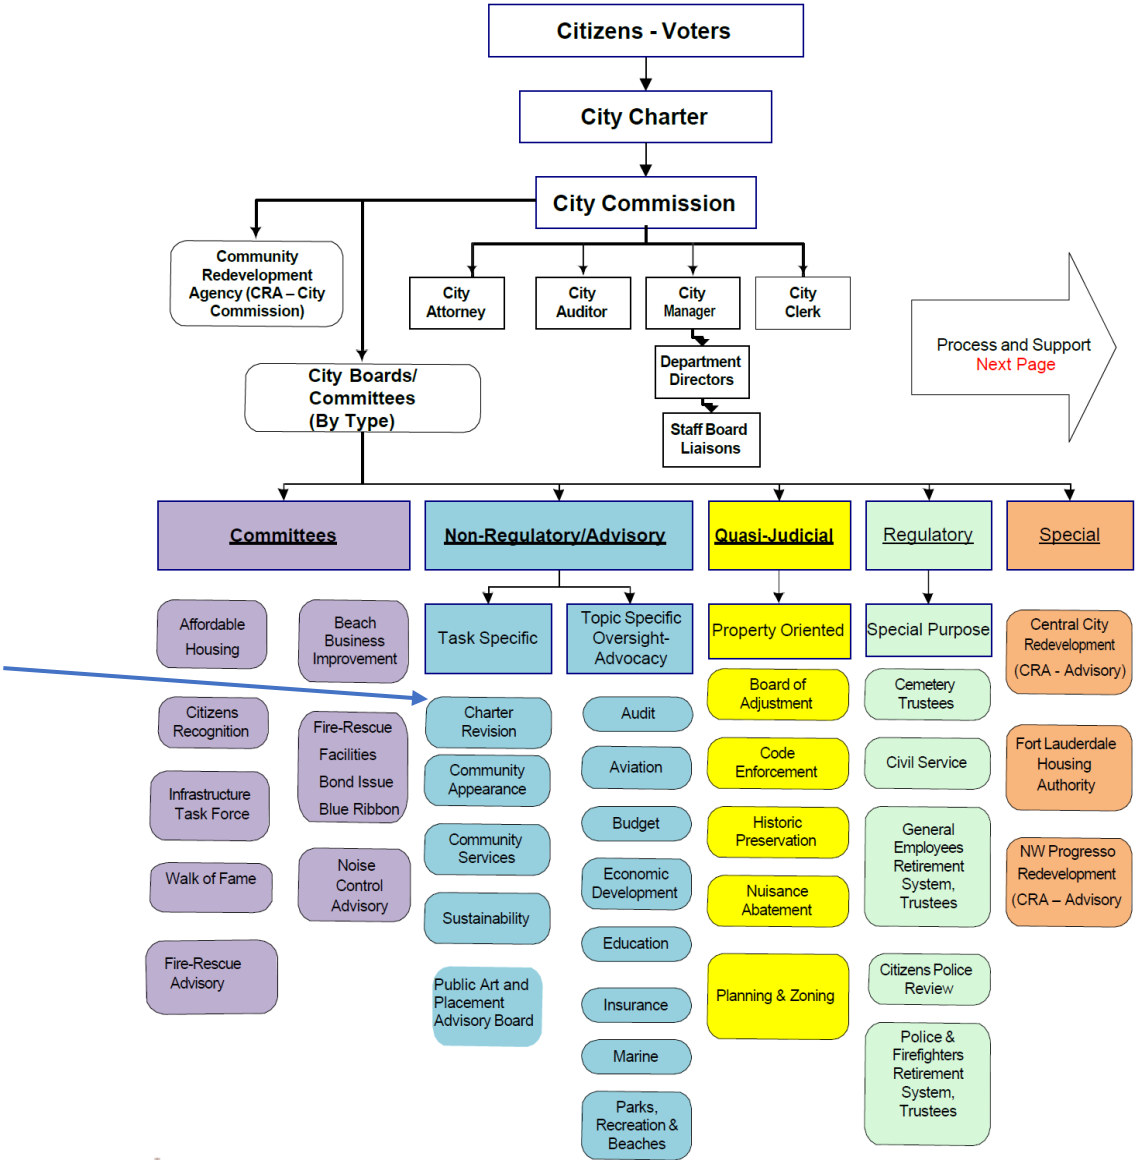 Citizens - Voters
City Charter
City Commission
Community
Redevelopment
Agency (CRA – City
Commission)
City
Attorney
City
Auditor
City
Manager
City
Clerk
Process and Support
Next Page
Department
Directors
City Boards/
Committees
(By Type)
Staff Board
Liaisons
Committees
Non-Regulatory/Advisory
Quasi-Judicial
Regulatory
Special
Affordable
Housing
Beach
Business
Improvement
Citizens
Recognition
Fire-Rescue
Facilities
Bond Issue
Blue Ribbon
Infrastructure
Task Force
Walk of Fame
Noise
Control
Advisory
Fire-Rescue
Advisory
Task Specific
Charter
Revision
Community
Appearance
Community
Services
Sustainability
Public Art and
Placement
Advisory Board
Topic Specific
Oversight-
Advocacy
Audit
Aviation
Budget
Economic
Development
Education
Insurance
Marine
Parks,
Recreation &
Beaches
Property Oriented
Board of
Adjustment
Code
Enforcement
Historic
Preservation
Nuisance
Abatement
Planning & Zoning
Special Purpose
Cemetery
Trustees
Civil Service
General
Employees
Retirement
System,
Trustees
Citizens Police
Review
Police &
Firefighters
Retirement
System,
Trustees
Central City
Redevelopment
(CRA - Advisory)
Fort Lauderdale
Housing
Authority
NW Progresso
Redevelopment
(CRA – Advisory